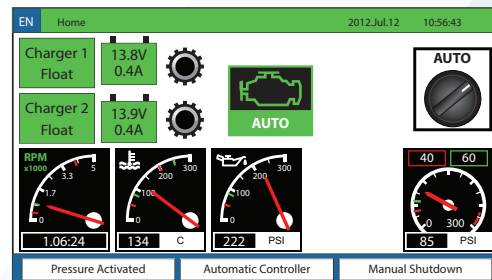 EN Home 2012.Jul.12 10:56:43
Charger 1
Float
13.8V
0.4A
AUTO
Charger 2
Float
13.9V
0.4A
AUTO
RPM
x1000
0 1.7 3.3 5
1.06:24
0 100 200 300
134 C
0 100 200 300
222 PSI
40 60
0 300
85 PSI
Pressure Activated Automatic Controller Manual Shutdown